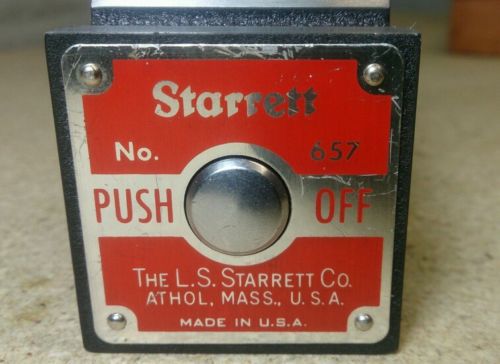 Starrett
No. 657
PUSH OFF
THE L.S. STARRETT CO.
ATHOL, MASS., U.S.A.
MADE IN U.S.A.